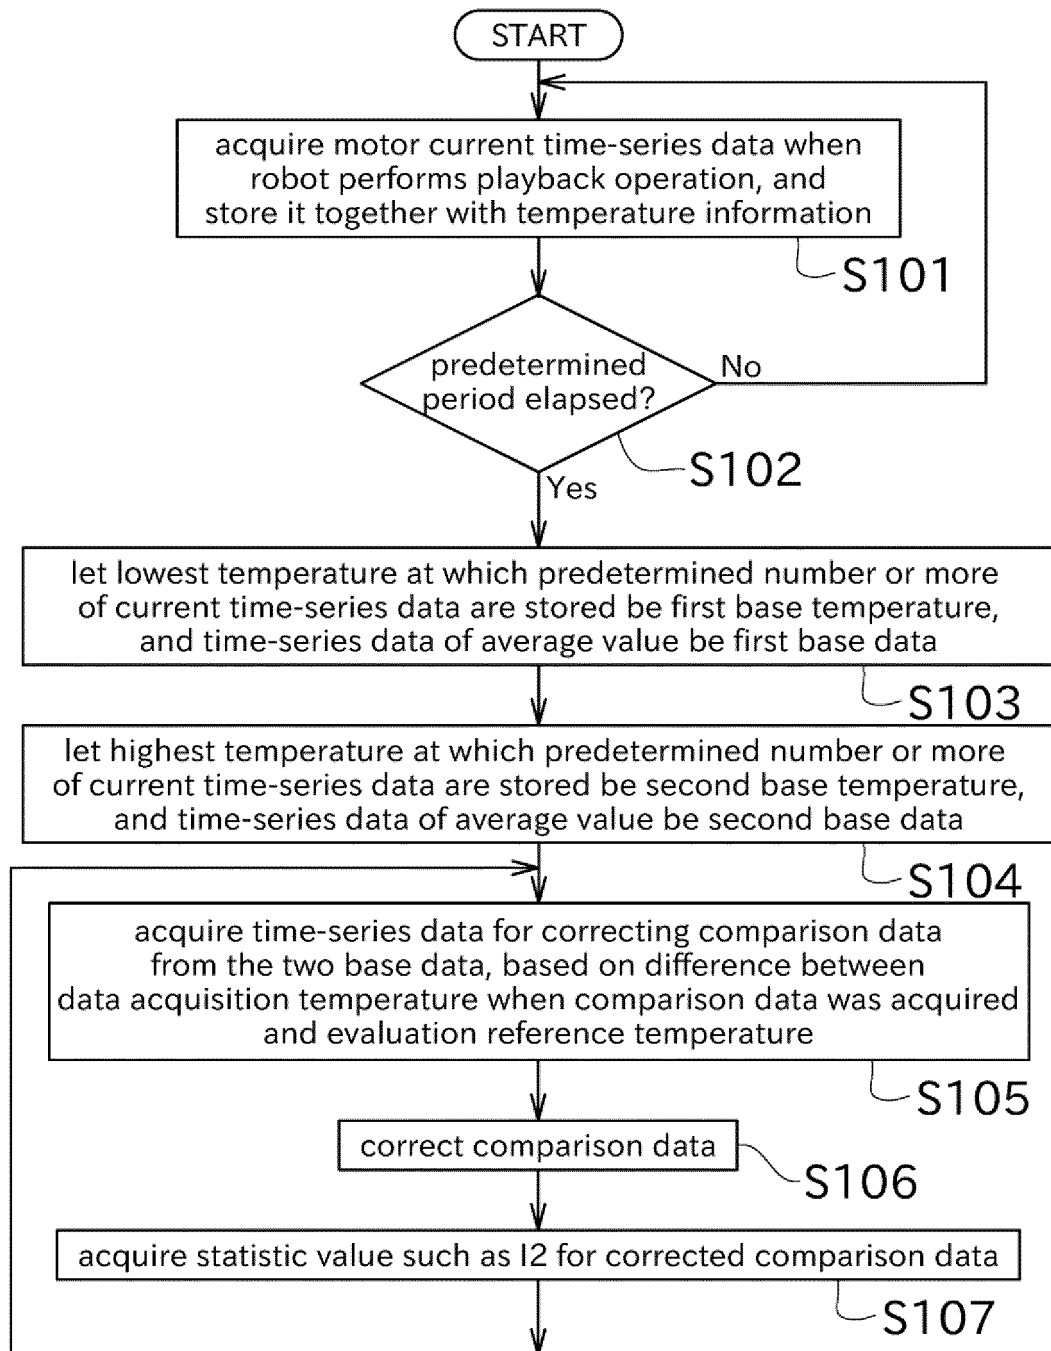 START
acquire motor current time-series data when
robot performs playback operation, and
store it together with temperature information
S101
predetermined
period elapsed?
No
S102
Yes
let lowest temperature at which predetermined number or more
of current time-series data are stored be first base temperature,
and time-series data of average value be first base data
S103
let highest temperature at which predetermined number or more
of current time-series data are stored be second base temperature,
and time-series data of average value be second base data
S104
acquire time-series data for correcting comparison data
from the two base data, based on difference between
data acquisition temperature when comparison data was acquired
and evaluation reference temperature
S105
correct comparison data
S106
acquire statistic value such as I2 for corrected comparison data
S107